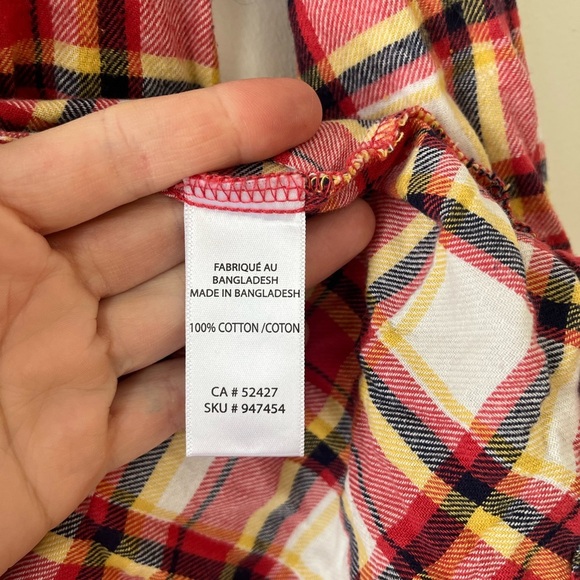 FABRIQUÉ AU
BANGLADESH
MADE IN BANGLADESH
100% COTTON /COTON
CA # 52427
SKU # 947454